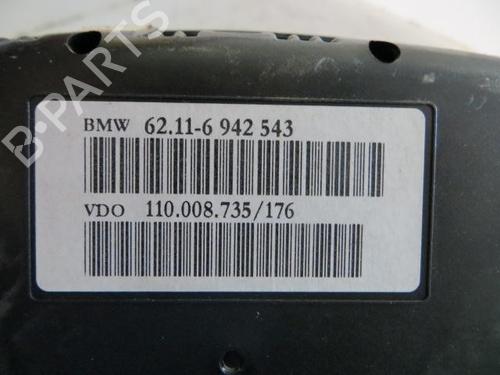 B-PARTS
BMW 62.11-6 942 543
VDO 110.008.735/176